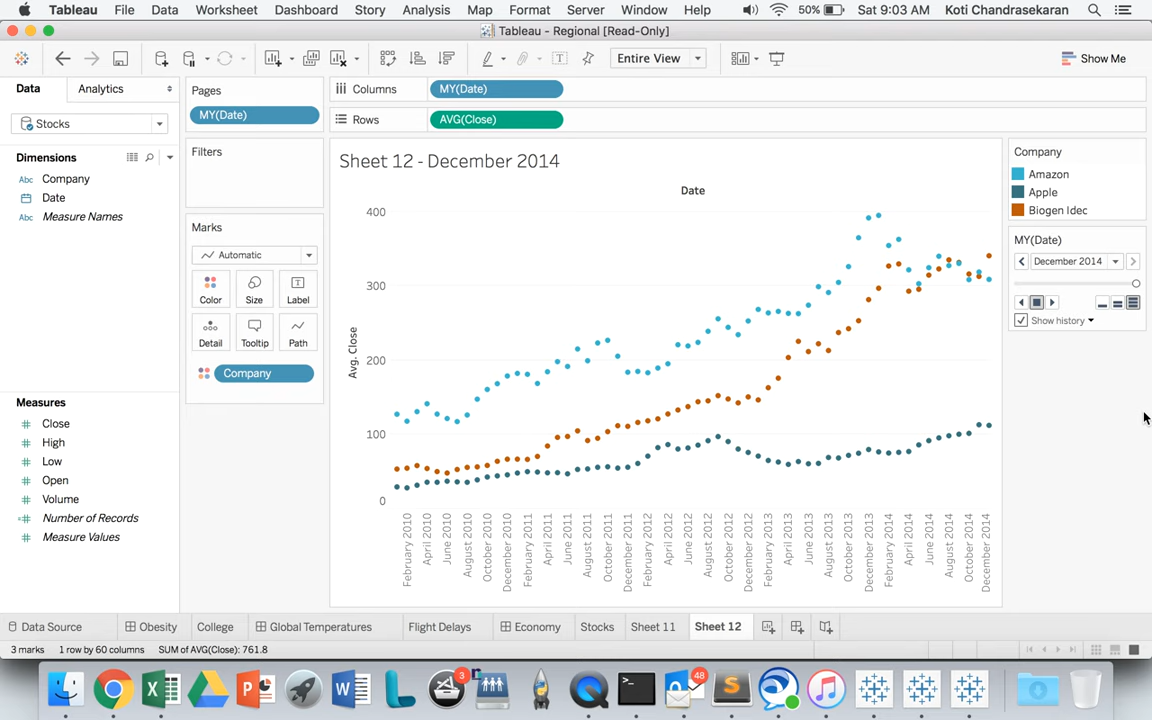 Tableau File Data Worksheet Dashboard Story Analysis Map Format Server Window Help 50% Sat 9:03 AM Koti Chandrasekaran
Tableau - Regional [Read-Only]
Entire View Show Me
Data Analytics
Stocks
Dimensions
Abc Company
Date
Abc Measure Names
Measures
Close
High
Low
Open
Volume
Number of Records
Measure Values
Pages
MY(Date)
Filters
Marks
Automatic
Color Size Label
Detail Tooltip Path
Company
Columns MY(Date)
Rows AVG(Close)
Sheet 12 - December 2014
Date
Avg. Close
400
300
200
100
0
February 2010
April 2010
June 2010
August 2010
October 2010
December 2010
February 2011
April 2011
June 2011
August 2011
October 2011
December 2011
February 2012
April 2012
June 2012
August 2012
October 2012
December 2012
February 2013
April 2013
June 2013
August 2013
October 2013
December 2013
February 2014
April 2014
June 2014
August 2014
October 2014
December 2014
Company
Amazon
Apple
Biogen Idec
MY(Date)
December 2014
Show history
Data Source Obesity College Global Temperatures Flight Delays Economy Stocks Sheet 11 Sheet 12
3 marks 1 row by 60 columns SUM of AVG(Close): 761.8
3
48